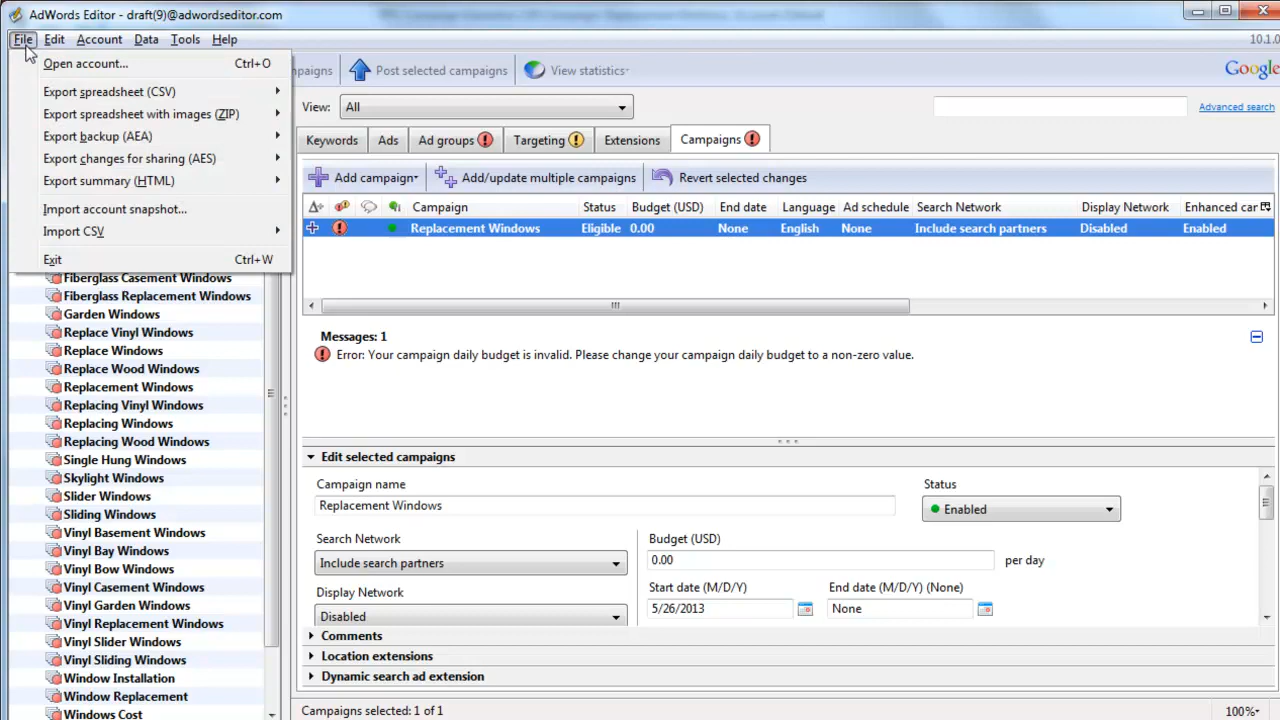 AdWords Editor - draft(9)@adwordseditor.com
File Edit Account Data Tools Help
10.1.0
Open account... Ctrl+O
Export spreadsheet (CSV)
Export spreadsheet with images (ZIP)
Export backup (AEA)
Export changes for sharing (AES)
Export summary (HTML)
Import account snapshot...
Import CSV
Exit Ctrl+W
Post selected campaigns View statistics
Google
View: All
Advanced search
Keywords Ads Ad groups Targeting Extensions Campaigns
Add campaign Add/update multiple campaigns Revert selected changes
Campaign Status Budget (USD) End date Language Ad schedule Search Network Display Network Enhanced
Replacement Windows Eligible 0.00 None English None Include search partners Disabled Enabled
Messages: 1
Error: Your campaign daily budget is invalid. Please change your campaign daily budget to a non-zero value.
Fiberglass Casement Windows
Fiberglass Replacement Windows
Garden Windows
Replace Vinyl Windows
Replace Windows
Replace Wood Windows
Replacement Windows
Replacing Vinyl Windows
Replacing Windows
Replacing Wood Windows
Single Hung Windows
Skylight Windows
Slider Windows
Sliding Windows
Vinyl Basement Windows
Vinyl Bay Windows
Vinyl Bow Windows
Vinyl Casement Windows
Vinyl Garden Windows
Vinyl Replacement Windows
Vinyl Slider Windows
Vinyl Sliding Windows
Window Installation
Window Replacement
Windows Cost
Edit selected campaigns
Campaign name
Replacement Windows
Status
Enabled
Search Network
Include search partners
Budget (USD)
0.00 per day
Display Network
Disabled
Start date (M/D/Y) End date (M/D/Y) (None)
5/26/2013 None
Comments
Location extensions
Dynamic search ad extension
Campaigns selected: 1 of 1
100%